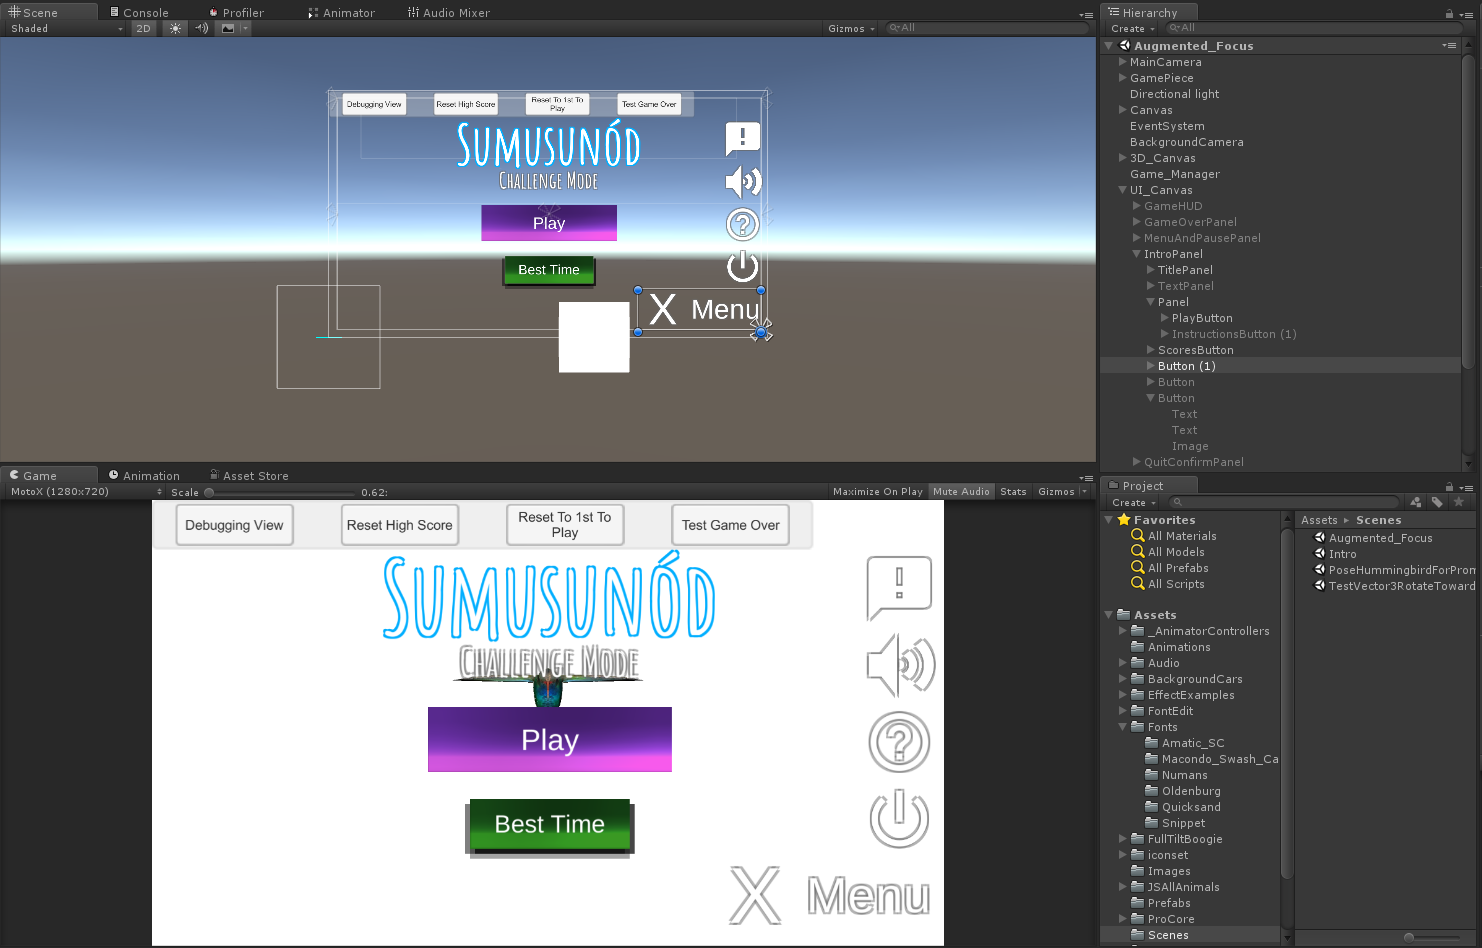 Scene Console Profiler Animator Audio Mixer
Shaded 2D Gizmos All
Debugging View Reset High Score Reset To 1st To Play Test Game Over
SUMUSUNÓD
CHALLENGE MODE
!
Play
?
Best Time
X Menu
Game Animation Asset Store
MotoX (1280x720) Scale 0.62: Maximize On Play Mute Audio Stats Gizmos
Debugging View Reset High Score Reset To 1st To Play Test Game Over
SUMUSUNÓD
!
CHALLENGE MODE
Play
?
Best Time
X Menu
Hierarchy
Create All
Augmented_Focus
MainCamera
GamePiece
Directional light
Canvas
EventSystem
BackgroundCamera
3D_Canvas
Game_Manager
UI_Canvas
GameHUD
GameOverPanel
MenuAndPausePanel
IntroPanel
TitlePanel
TextPanel
Panel
PlayButton
InstructionsButton (1)
ScoresButton
Button (1)
Button
Button
Text
Text
Image
QuitConfirmPanel
Project
Create
Favorites
All Materials
All Models
All Prefabs
All Scripts
Assets
_AnimatorControllers
Animations
Audio
BackgroundCars
EffectExamples
FontEdit
Fonts
Amatic_SC
Macondo_Swash_Ca
Numans
Oldenburg
Quicksand
Snippet
FullTiltBoogie
iconset
Images
JSAllAnimals
Prefabs
ProCore
Scenes
Assets Scenes
Augmented_Focus
Intro
PoseHummingbirdForPron
TestVector3RotateToward